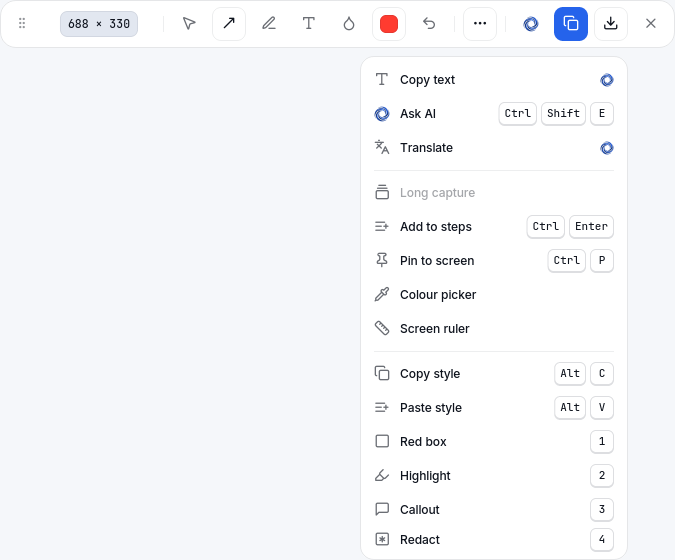 688 × 330
T
Copy text
Ask AI Ctrl Shift E
Translate
Long capture
Add to steps Ctrl Enter
Pin to screen Ctrl P
Colour picker
Screen ruler
Copy style Alt C
Paste style Alt V
Red box 1
Highlight 2
Callout 3
Redact 4